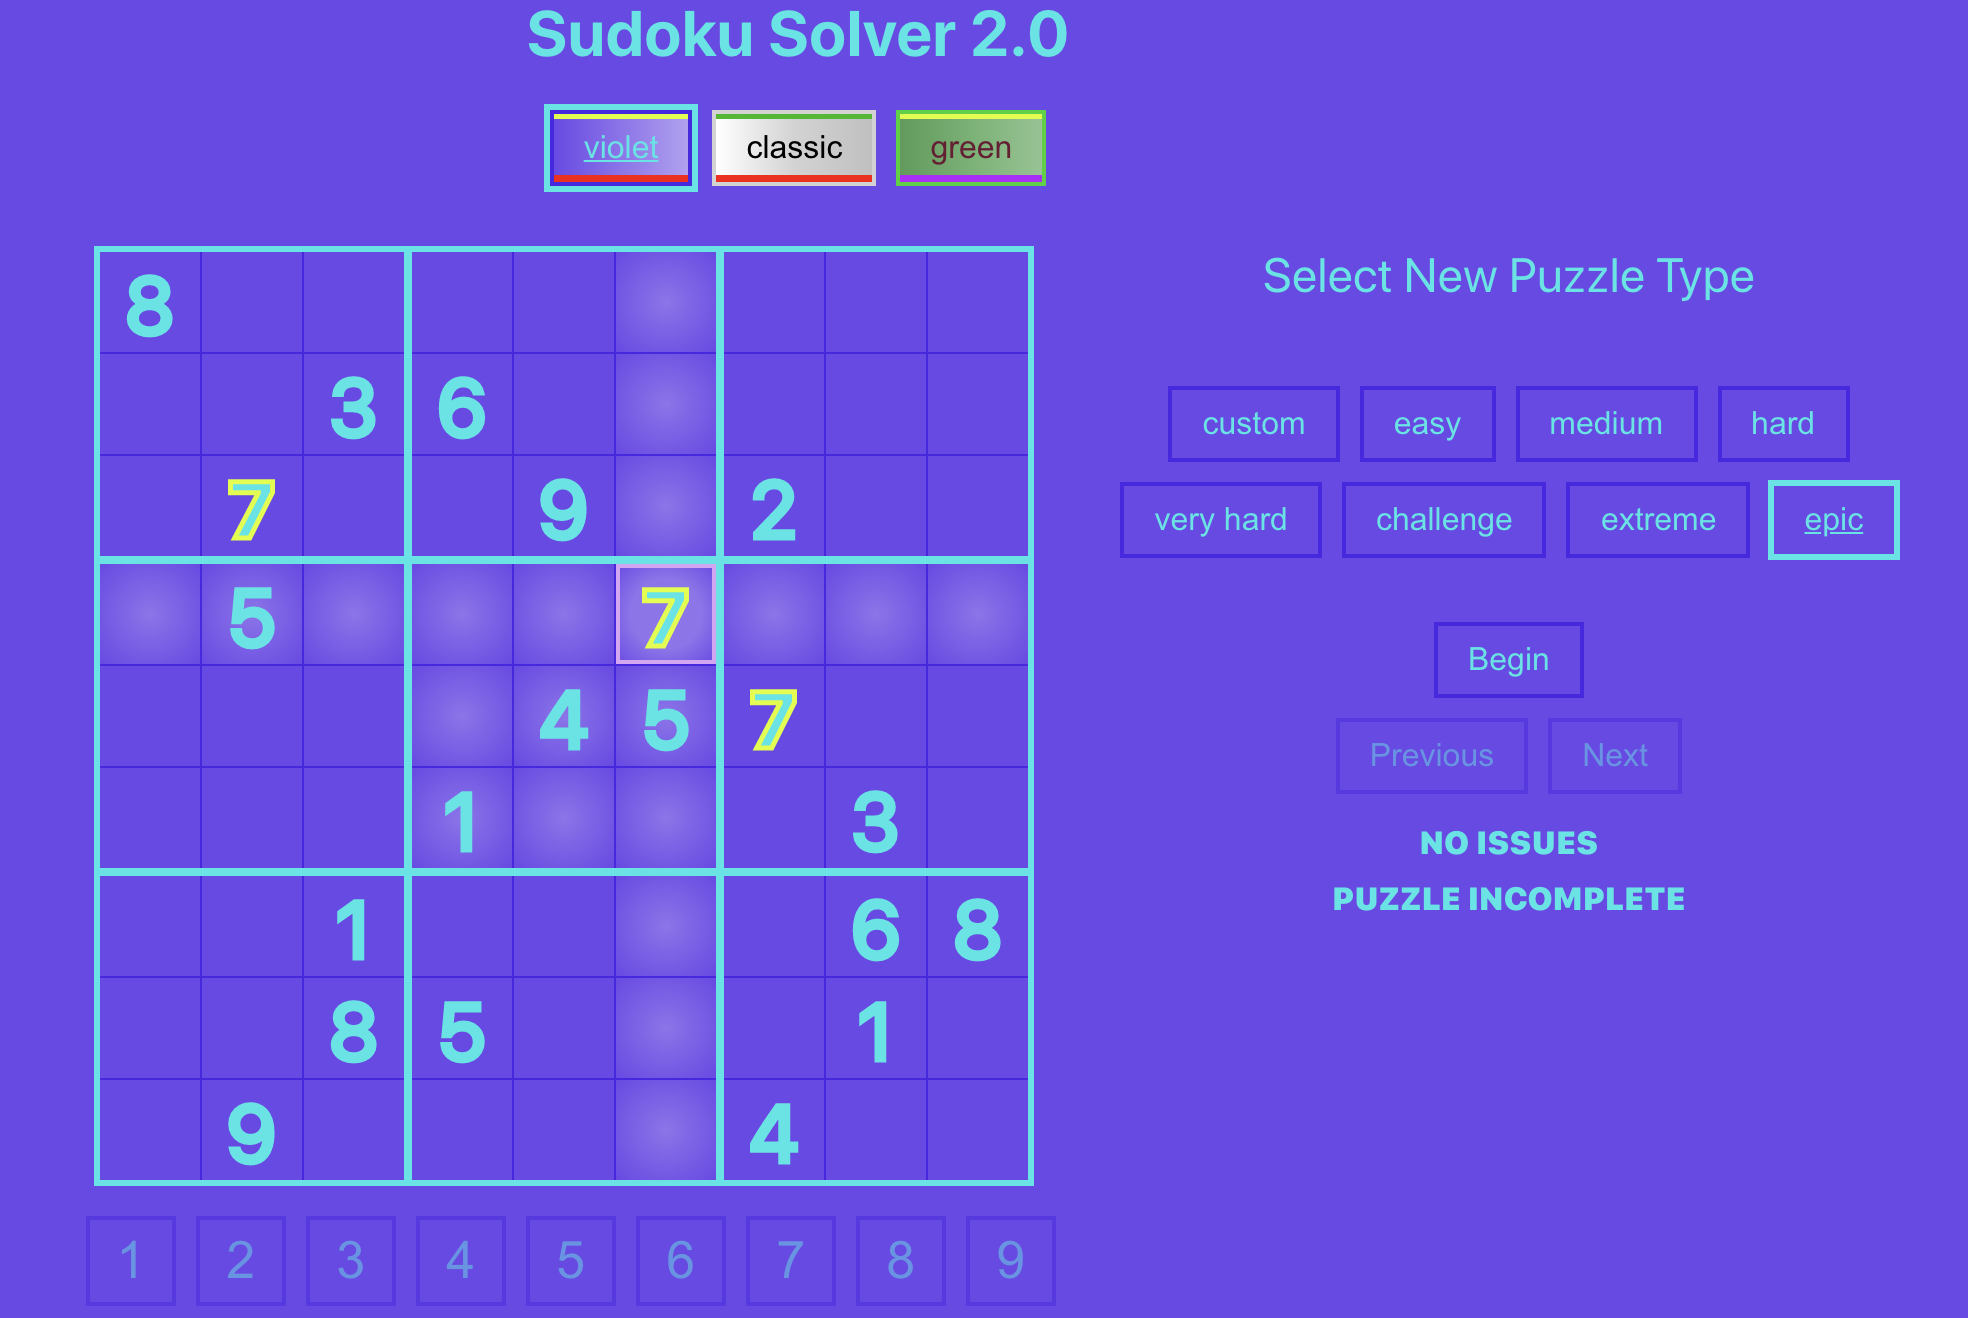 Sudoku Solver 2.0
violet classic green
8
3 6
7 9 2
5 7
4 5 7
1 3
1 6 8
8 5 1
9 4
1 2 3 4 5 6 7 8 9
Select New Puzzle Type
custom easy medium hard
very hard challenge extreme epic
Begin
Previous Next
NO ISSUES
PUZZLE INCOMPLETE